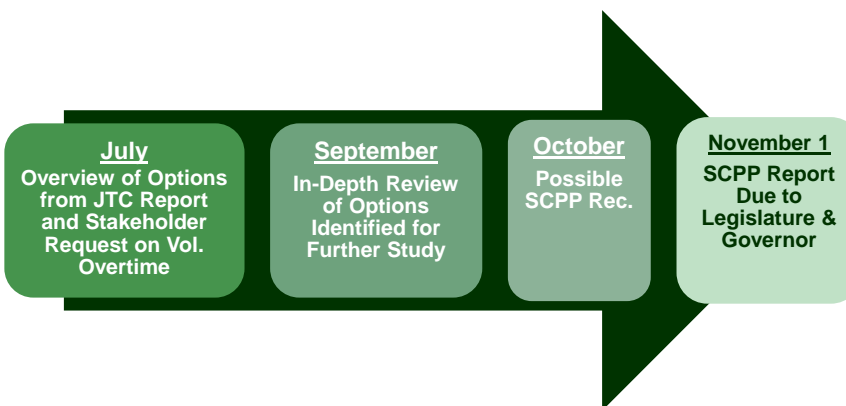 July
Overview of Options
from JTC Report
and Stakeholder
Request on Vol.
Overtime
September
In-Depth Review
of Options
Identified for
Further Study
October
Possible
SCPP Rec.
November 1
SCPP Report
Due to
Legislature &
Governor